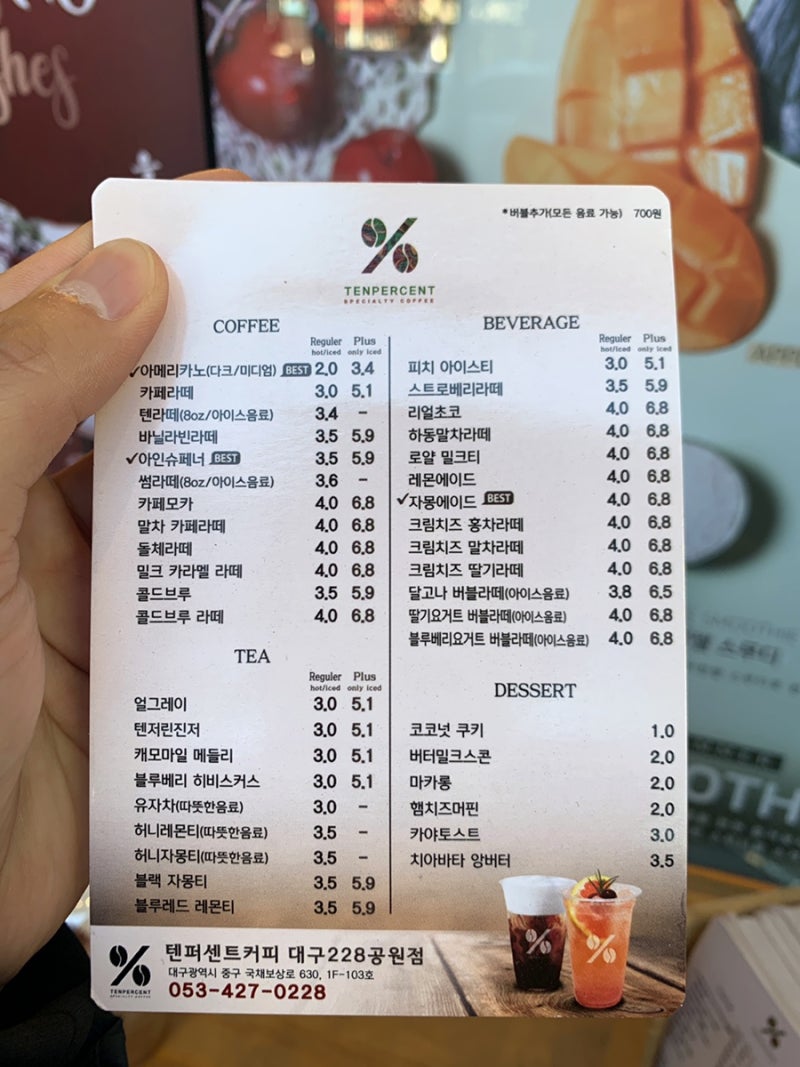 *버블추가(모든 음료 가능) 700원
%
TENPERCENT
SPECIALTY COFFEE
COFFEE
Reguler Plus
hot/iced only iced
✓아메리카노(다크/미디엄) BEST 2.0 3.4
카페라떼 3.0 5.1
텐라떼(8oz/아이스음료) 3.4 –
바닐라빈라떼 3.5 5.9
✓아인슈페너 BEST 3.5 5.9
썸라떼(8oz/아이스음료) 3.6 –
카페모카 4.0 6.8
말차 카페라떼 4.0 6.8
돌체라떼 4.0 6.8
밀크 카라멜 라떼 4.0 6.8
콜드브루 3.5 5.9
콜드브루 라떼 4.0 6.8
TEA
Reguler Plus
hot/iced only iced
얼그레이 3.0 5.1
텐저린진저 3.0 5.1
캐모마일 메들리 3.0 5.1
블루베리 히비스커스 3.0 5.1
유자차(따뜻한음료) 3.0 –
허니레몬티(따뜻한음료) 3.5 –
허니자몽티(따뜻한음료) 3.5 –
블랙 자몽티 3.5 5.9
블루레드 레몬티 3.5 5.9
BEVERAGE
Reguler Plus
hot/iced only iced
피치 아이스티 3.0 5.1
스트로베리라떼 3.5 5.9
리얼초코 4.0 6.8
하동말차라떼 4.0 6.8
로얄 밀크티 4.0 6.8
레몬에이드 4.0 6.8
✓자몽에이드 BEST 4.0 6.8
크림치즈 홍차라떼 4.0 6.8
크림치즈 말차라떼 4.0 6.8
크림치즈 딸기라떼 4.0 6.8
달고나 버블라떼(아이스음료) 3.8 6.5
딸기요거트 버블라떼(아이스음료) 4.0 6.8
블루베리요거트 버블라떼(아이스음료) 4.0 6.8
DESSERT
코코넛 쿠키 1.0
버터밀크스콘 2.0
마카롱 2.0
햄치즈머핀 2.0
카야토스트 3.0
치아바타 앙버터 3.5
%
TENPERCENT
SPECIALTY COFFEE
텐퍼센트커피 대구228공원점
대구광역시 중구 국채보상로 630, 1F-103호
053-427-0228